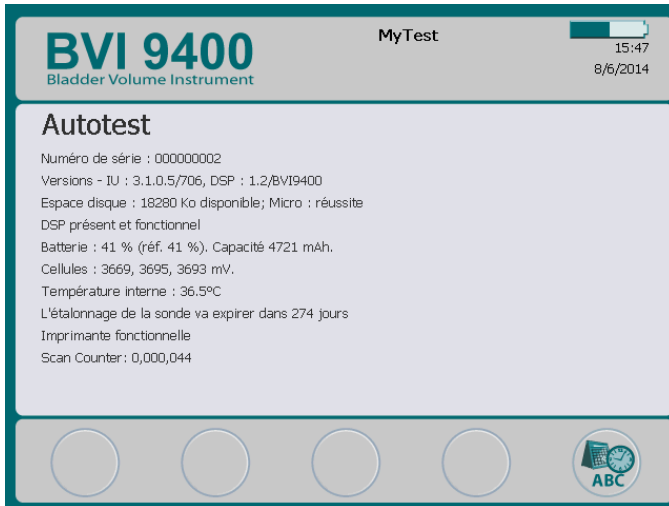 BVI 9400
Bladder Volume Instrument
MyTest
15:47
8/6/2014
Autotest
Numéro de série : 000000002
Versions - IU : 3.1.0.5/706, DSP : 1.2/BVI9400
Espace disque : 18280 Ko disponible; Micro : réussite
DSP présent et fonctionnel
Batterie : 41 % (réf. 41 %). Capacité 4721 mAh.
Cellules : 3669, 3695, 3693 mV.
Température interne : 36.5ºC
L'étalonnage de la sonde va expirer dans 274 jours
Imprimante fonctionnelle
Scan Counter: 0,000,044
ABC